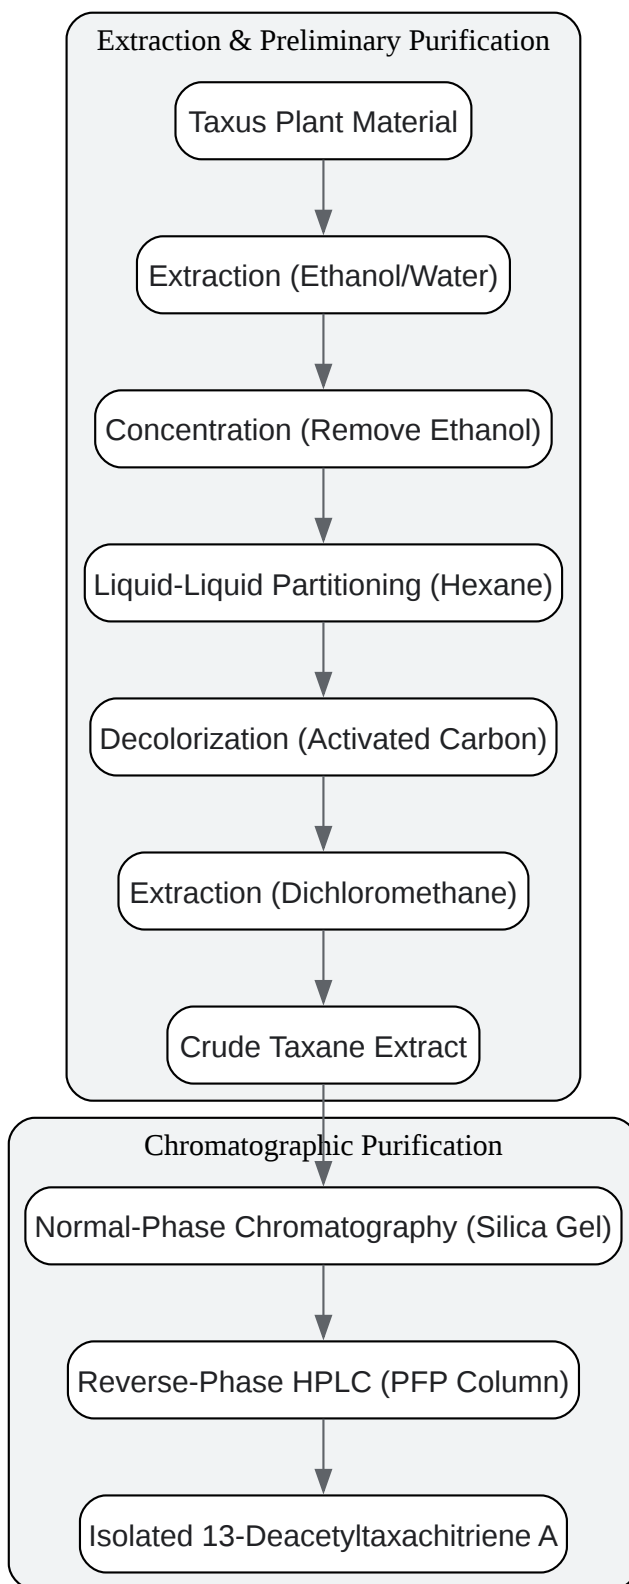 Extraction & Preliminary Purification
Taxus Plant Material
Extraction (Ethanol/Water)
Concentration (Remove Ethanol)
Liquid-Liquid Partitioning (Hexane)
Decolorization (Activated Carbon)
Extraction (Dichloromethane)
Crude Taxane Extract
Chromatographic Purification
Normal-Phase Chromatography (Silica Gel)
Reverse-Phase HPLC (PFP Column)
Isolated 13-Deacetyltaxachitriene A